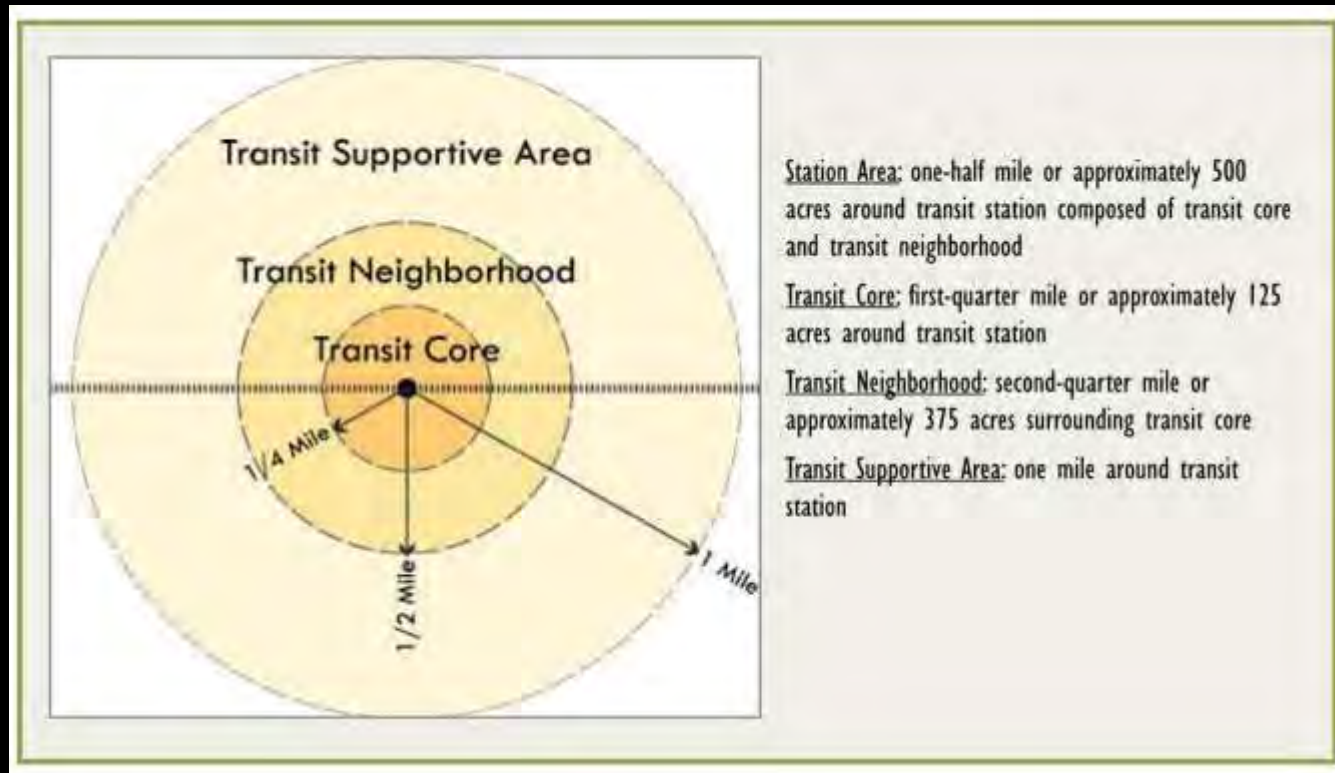 Transit Supportive Area
Transit Neighborhood
Transit Core
1/4 Mile
1/2 Mile
1 Mile
Station Area: one-half mile or approximately 500
acres around transit station composed of transit core
and transit neighborhood
Transit Core: first-quarter mile or approximately 125
acres around transit station
Transit Neighborhood: second-quarter mile or
approximately 375 acres surrounding transit core
Transit Supportive Area: one mile around transit
station